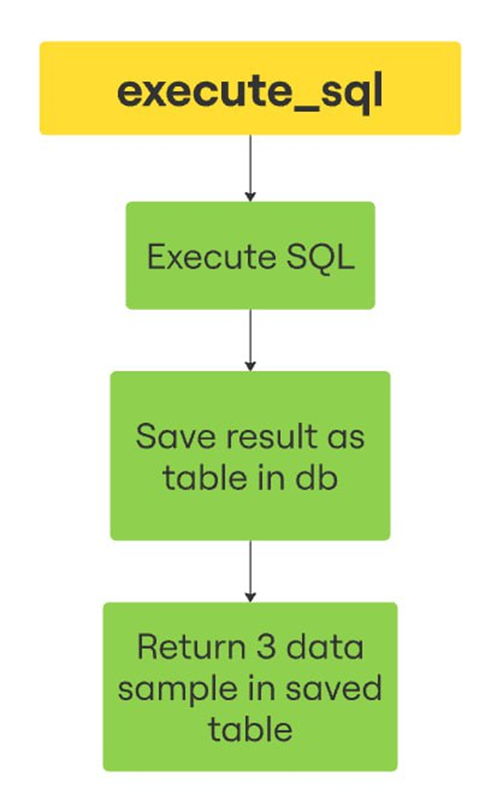 execute_sql
Execute SQL
Save result as
table in db
Return 3 data
sample in saved
table